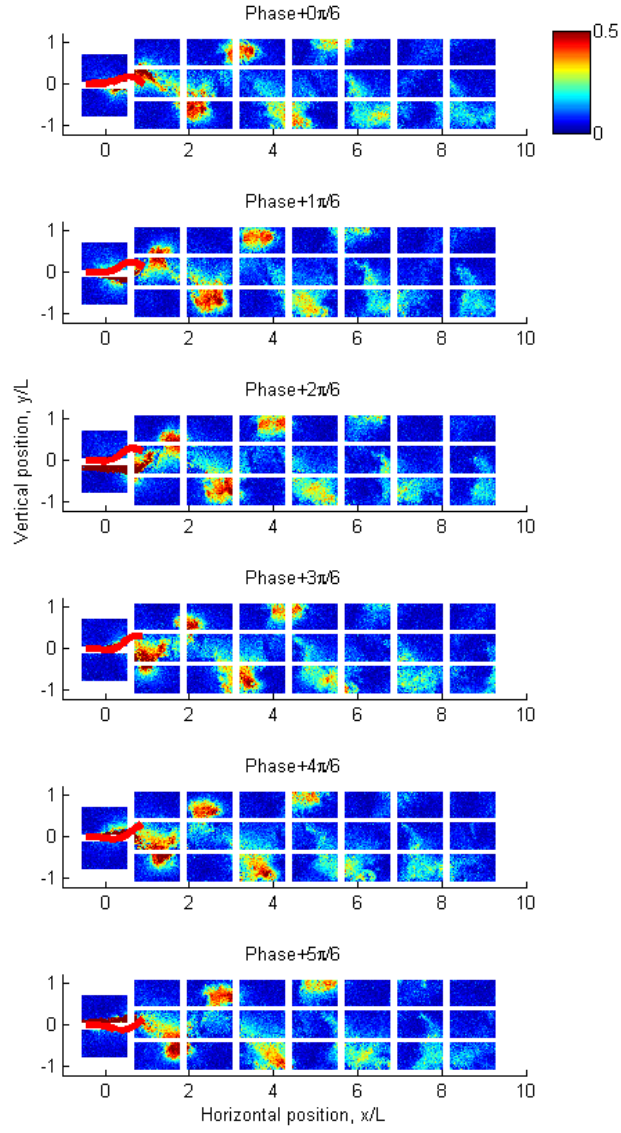 Phase+0π/6
1
0
-1
0 2 4 6 8 10
0.5
0
Phase+1π/6
1
0
-1
0 2 4 6 8 10
Phase+2π/6
1
0
-1
0 2 4 6 8 10
Vertical position, y/L
Phase+3π/6
1
0
-1
0 2 4 6 8 10
Phase+4π/6
1
0
-1
0 2 4 6 8 10
Phase+5π/6
1
0
-1
0 2 4 6 8 10
Horizontal position, x/L